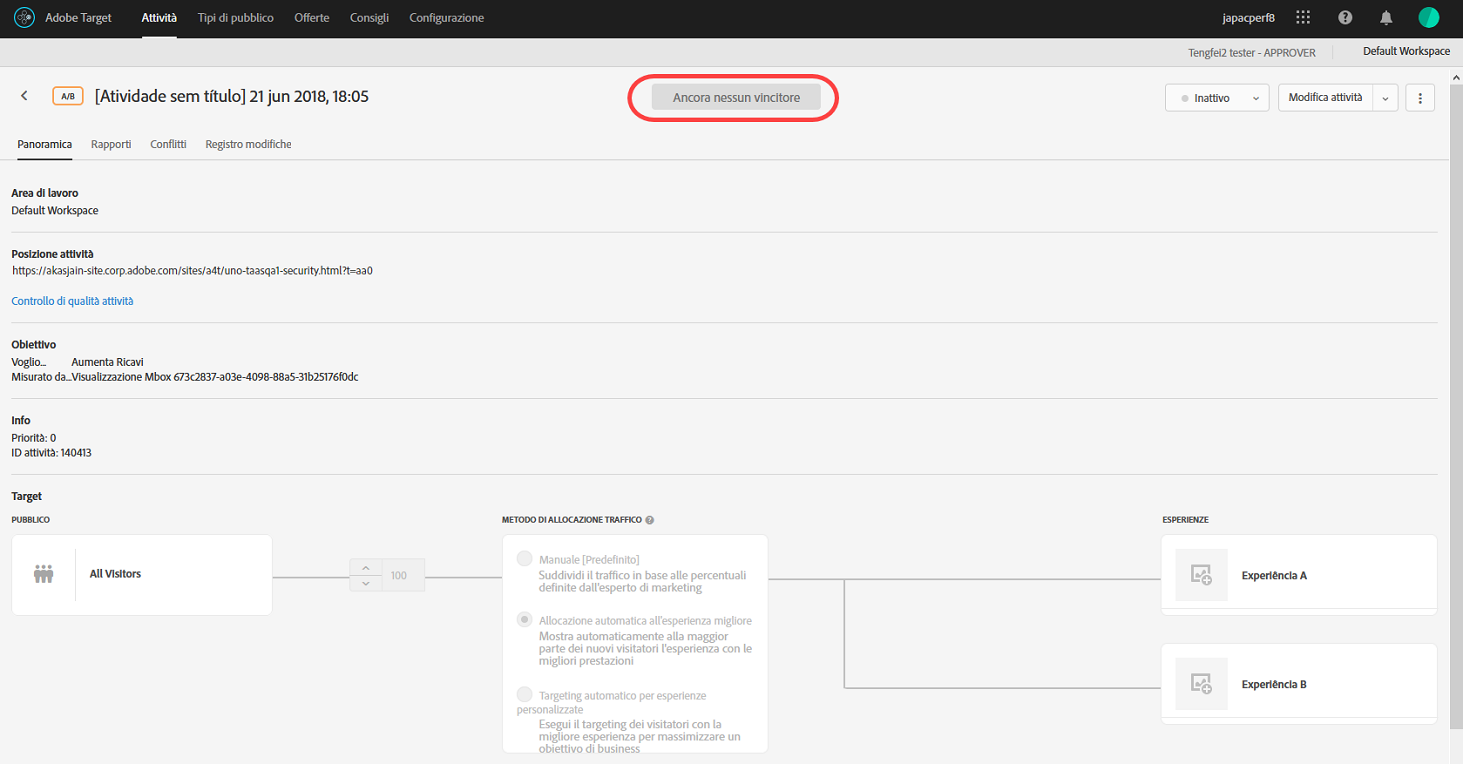 Adobe Target Attività Tipi di pubblico Offerte Consigli Configurazione japacperf8
Tengfei2 tester - APPROVER Default Workspace
A/B [Atividade sem título] 21 jun 2018, 18:05 Ancora nessun vincitore Inattivo Modifica attività
Panoramica Rapporti Conflitti Registro modifiche
Area di lavoro
Default Workspace
Posizione attività
https://akasjain-site.corp.adobe.com/sites/a4t/uno-taasqa1-security.html?t=aa0
Controllo di qualità attività
Obiettivo
Voglio... Aumenta Ricavi
Misurato da...Visualizzazione Mbox 673c2837-a03e-4098-88a5-31b25176f0dc
Info
Priorità: 0
ID attività: 140413
Target
PUBBLICO METODO DI ALLOCAZIONE TRAFFICO ESPERIENZE
All Visitors
100
Manuale [Predefinito]
Suddividi il traffico in base alle percentuali
definite dall'esperto di marketing
Allocazione automatica all'esperienza migliore
Mostra automaticamente alla maggior
parte dei nuovi visitatori l'esperienza con le
migliori prestazioni
Targeting automatico per esperienze
personalizzate
Esegui il targeting dei visitatori con la
migliore esperienza per massimizzare un
obiettivo di business
Experiência A
Experiência B